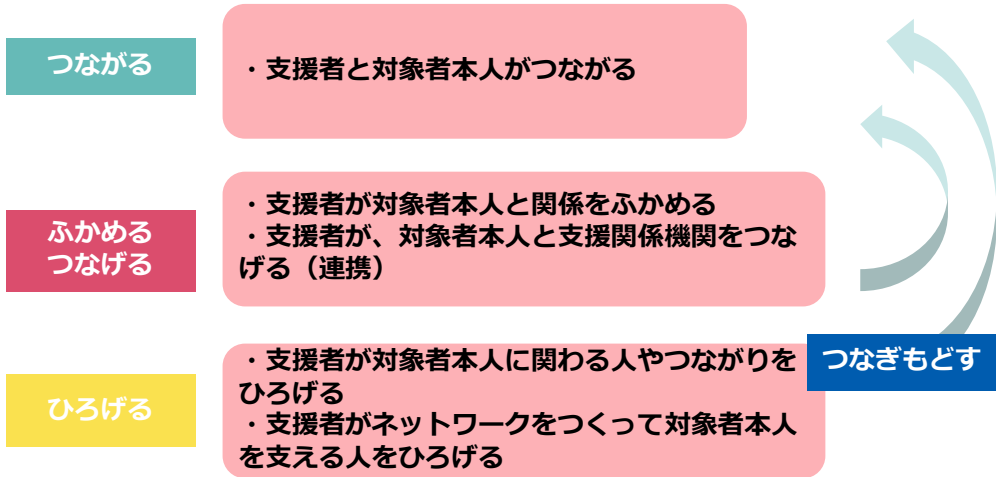 つながる
・支援者と対象者本人がつながる
ふかめる
つなげる
・支援者が対象者本人と関係をふかめる
・支援者が、対象者本人と支援関係機関をつな
げる（連携）
ひろげる
・支援者が対象者本人に関わる人やつながりを
ひろげる
・支援者がネットワークをつくって対象者本人
を支える人をひろげる
つなぎもどす